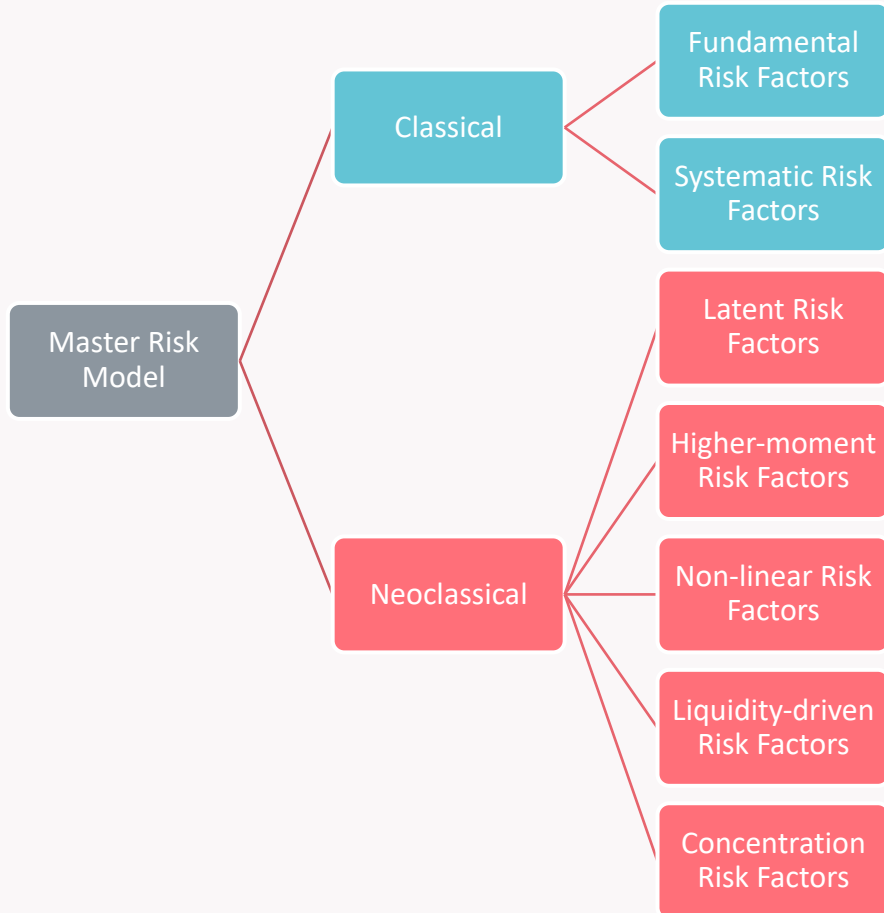 Fundamental
Risk Factors
Classical
Systematic Risk
Factors
Latent Risk
Factors
Master Risk
Model
Higher-moment
Risk Factors
Neoclassical
Non-linear Risk
Factors
Liquidity-driven
Risk Factors
Concentration
Risk Factors